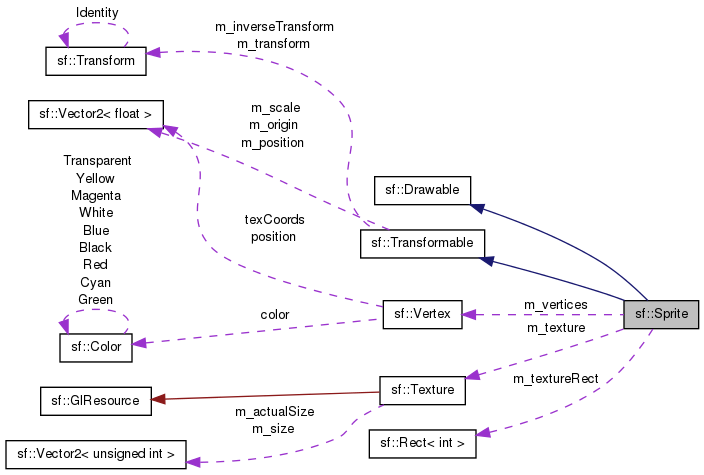 Identity
m_inverseTransform
m_transform
sf::Transform
m_scale
m_origin
m_position
sf::Vector2< float >
Transparent
Yellow
Magenta
White
Blue
Black
Red
Cyan
Green
sf::Drawable
texCoords
position
sf::Transformable
color
sf::Vertex
m_vertices
m_texture
sf::Sprite
sf::Color
m_textureRect
sf::GlResource
sf::Texture
m_actualSize
m_size
sf::Rect< int >
sf::Vector2< unsigned int >